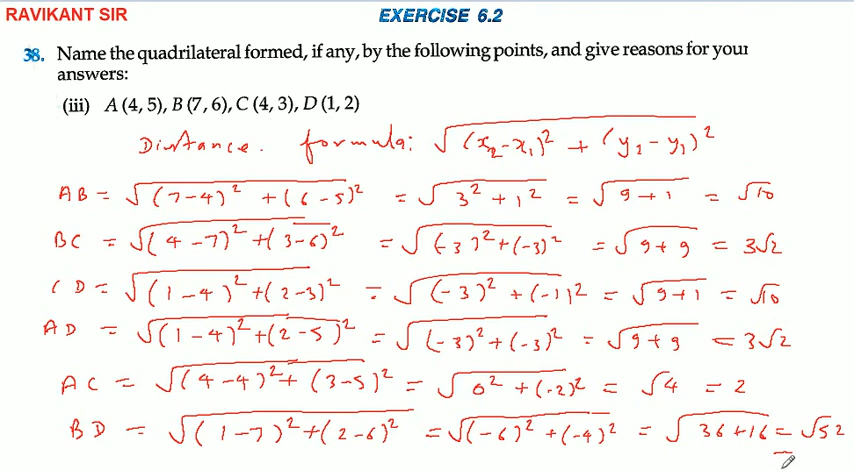 RAVIKANT SIR
EXERCISE 6.2
38. Name the quadrilateral formed, if any, by the following points, and give reasons for your
answers:
(iii) A (4, 5), B (7, 6), C (4, 3), D (1, 2)
Distance formula: √(x₂-x₁)² + (y₂-y₁)²
AB = √(7-4)² + (6-5)² = √3² + 1² = √9+1 = √10
BC = √(4-7)² + (3-6)² = √(-3)² + (-3)² = √9+9 = 3√2
CD = √(1-4)² + (2-3)² = √(-3)² + (-1)² = √9+1 = √10
AD = √(1-4)² + (2-5)² = √(-3)² + (-3)² = √9+9 = 3√2
AC = √(4-4)² + (3-5)² = √0² + (-2)² = √4 = 2
BD = √(1-7)² + (2-6)² = √(-6)² + (-4)² = √36+16 = √52